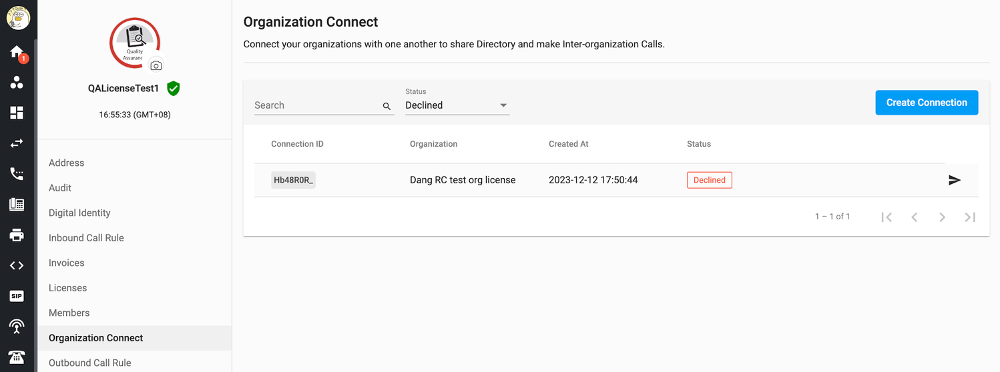 1
Quality
Assurance
QALicenseTest1
16:55:33 (GMT+08)
Address
Audit
Digital Identity
Inbound Call Rule
Invoices
Licenses
Members
Organization Connect
Outbound Call Rule
SIP
Organization Connect
Connect your organizations with one another to share Directory and make Inter-organization Calls.
Search
Status
Declined
Create Connection
Connection ID Organization Created At Status
Hb48R0R_ Dang RC test org license 2023-12-12 17:50:44 Declined
1 – 1 of 1